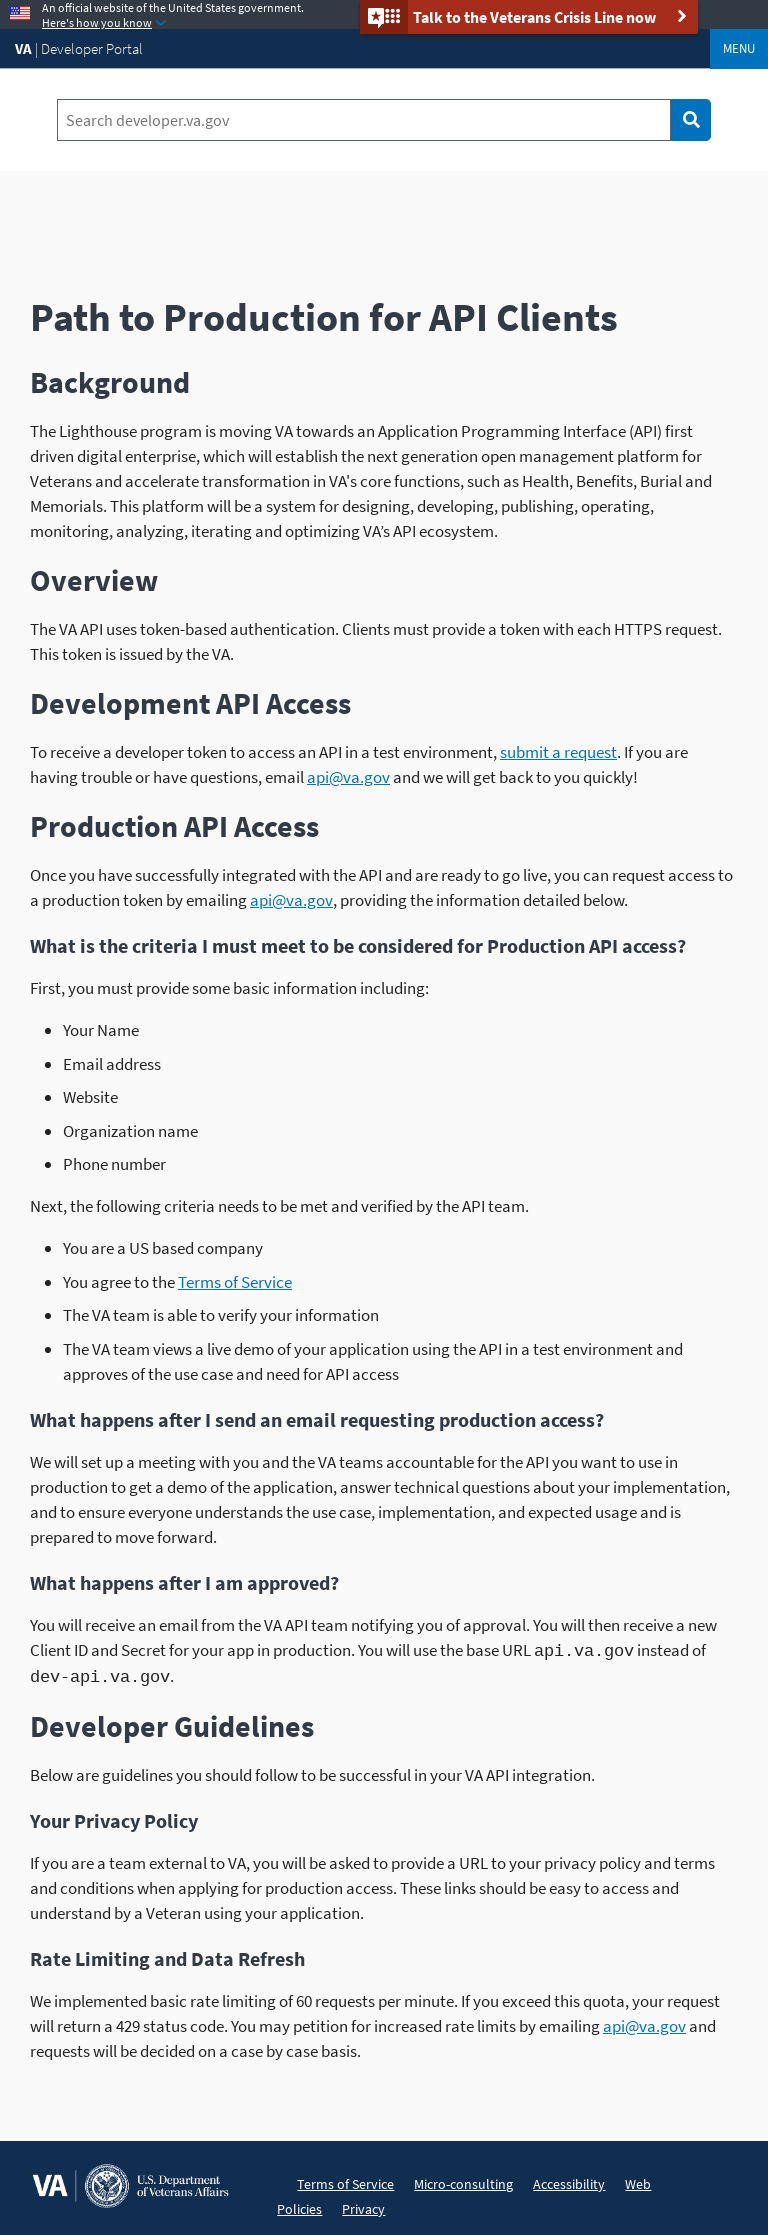 An official website of the United States government.
Here's how you know
Talk to the Veterans Crisis Line now
VA | Developer Portal
MENU
Search developer.va.gov
Path to Production for API Clients
Background
The Lighthouse program is moving VA towards an Application Programming Interface (API) first
driven digital enterprise, which will establish the next generation open management platform for
Veterans and accelerate transformation in VA's core functions, such as Health, Benefits, Burial and
Memorials. This platform will be a system for designing, developing, publishing, operating,
monitoring, analyzing, iterating and optimizing VA’s API ecosystem.
Overview
The VA API uses token-based authentication. Clients must provide a token with each HTTPS request.
This token is issued by the VA.
Development API Access
To receive a developer token to access an API in a test environment, submit a request. If you are
having trouble or have questions, email api@va.gov and we will get back to you quickly!
Production API Access
Once you have successfully integrated with the API and are ready to go live, you can request access to
a production token by emailing api@va.gov, providing the information detailed below.
What is the criteria I must meet to be considered for Production API access?
First, you must provide some basic information including:
• Your Name
• Email address
• Website
• Organization name
• Phone number
Next, the following criteria needs to be met and verified by the API team.
• You are a US based company
• You agree to the Terms of Service
• The VA team is able to verify your information
• The VA team views a live demo of your application using the API in a test environment and
approves of the use case and need for API access
What happens after I send an email requesting production access?
We will set up a meeting with you and the VA teams accountable for the API you want to use in
production to get a demo of the application, answer technical questions about your implementation,
and to ensure everyone understands the use case, implementation, and expected usage and is
prepared to move forward.
What happens after I am approved?
You will receive an email from the VA API team notifying you of approval. You will then receive a new
Client ID and Secret for your app in production. You will use the base URL api.va.gov instead of
dev-api.va.gov.
Developer Guidelines
Below are guidelines you should follow to be successful in your VA API integration.
Your Privacy Policy
If you are a team external to VA, you will be asked to provide a URL to your privacy policy and terms
and conditions when applying for production access. These links should be easy to access and
understand by a Veteran using your application.
Rate Limiting and Data Refresh
We implemented basic rate limiting of 60 requests per minute. If you exceed this quota, your request
will return a 429 status code. You may petition for increased rate limits by emailing api@va.gov and
requests will be decided on a case by case basis.
VA
U.S. Department
of Veterans Affairs
Terms of Service Micro-consulting Accessibility Web
Policies Privacy